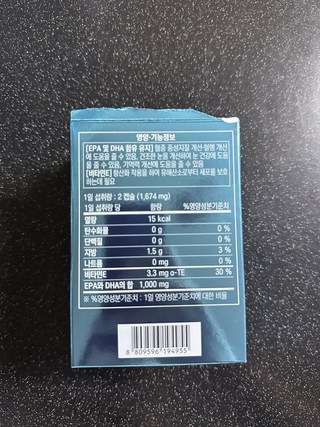 영양·기능정보
[EPA 및 DHA 함유 유지] 혈중 중성지질 개선·혈행 개선
에 도움을 줄 수 있음, 건조한 눈을 개선하여 눈 건강에 도움
을 줄 수 있음, 기억력 개선에 도움을 줄 수 있음
[비타민E] 항산화 작용을 하여 유해산소로부터 세포를 보호
하는데 필요
1일 섭취량 : 2 캡슐 (1,674 mg)
1일 섭취량 당 함량 %영양성분기준치
열량 15 kcal
탄수화물 0 g 0 %
단백질 0 g 0 %
지방 1.5 g 3 %
나트륨 0 mg 0 %
비타민E 3.3 mg α-TE 30 %
EPA와 DHA의 합 1,000 mg
※ %영양성분기준치 : 1일 영양성분기준치에 대한 비율
8 809596 194955